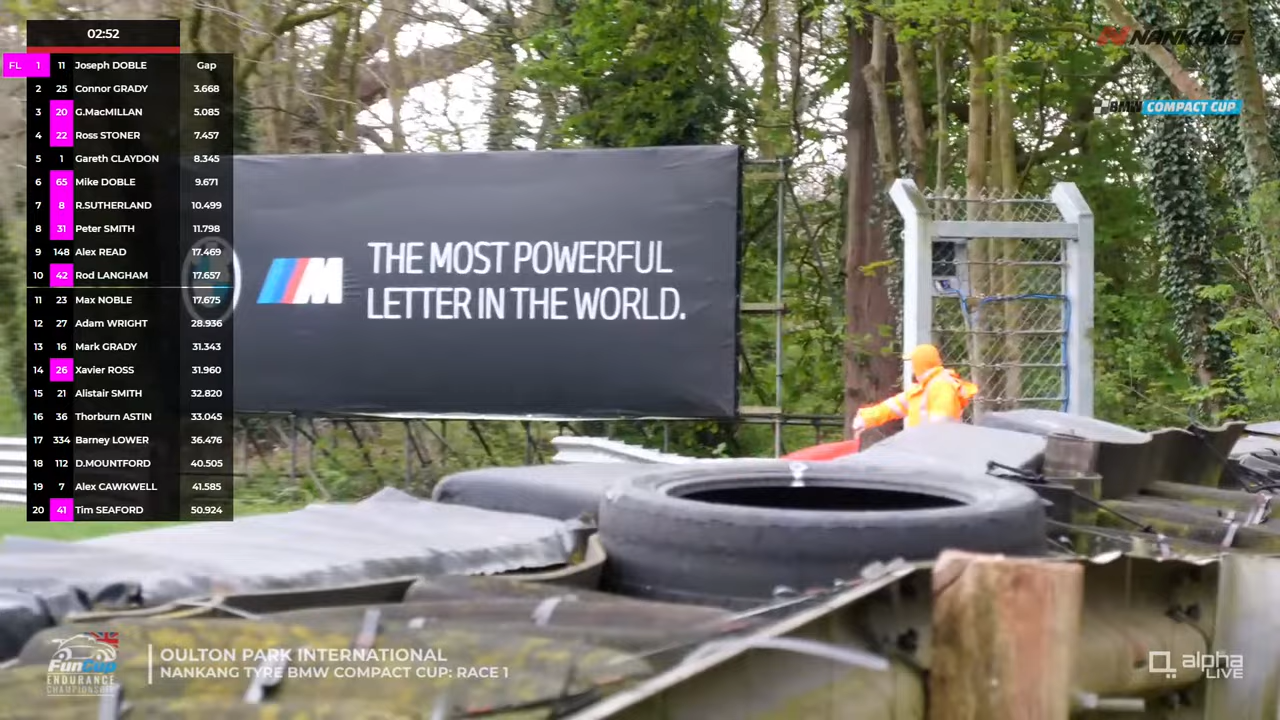 02:52
FL 1 11 Joseph DOBLE Gap
2 25 Connor GRADY 3.668
3 20 G.MacMILLAN 5.085
4 22 Ross STONER 7.457
5 1 Gareth CLAYDON 8.345
6 65 Mike DOBLE 9.671
7 8 R.SUTHERLAND 10.499
8 31 Peter SMITH 11.798
9 148 Alex READ 17.469
10 42 Rod LANGHAM 17.657
11 23 Max NOBLE 17.675
12 27 Adam WRIGHT 28.936
13 16 Mark GRADY 31.343
14 26 Xavier ROSS 31.960
15 21 Alistair SMITH 32.820
16 36 Thorburn ASTIN 33.045
17 334 Barney LOWER 36.476
18 112 D.MOUNTFORD 40.505
19 7 Alex CAWKWELL 41.585
20 41 Tim SEAFORD 50.924
NANKANG
BMW COMPACT CUP
M THE MOST POWERFUL
LETTER IN THE WORLD.
FunCup
ENDURANCE
CHAMPIONSHIP
OULTON PARK INTERNATIONAL
NANKANG TYRE BMW COMPACT CUP: RACE 1
alpha
LIVE